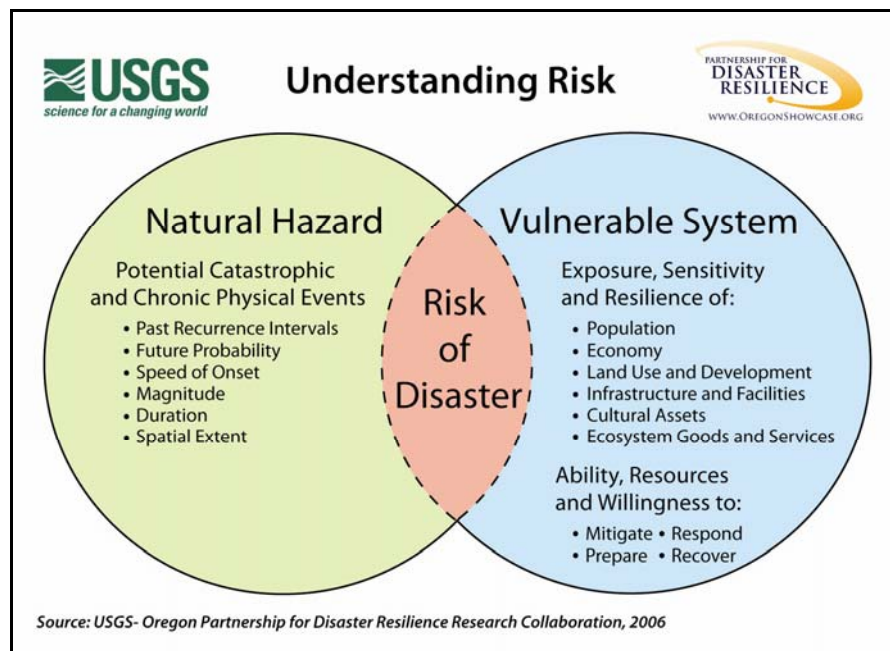 USGS
science for a changing world
Understanding Risk
PARTNERSHIP FOR
DISASTER
RESILIENCE
WWW.OREGONSHOWCASE.ORG
Natural Hazard
Potential Catastrophic
and Chronic Physical Events
• Past Recurrence Intervals
• Future Probability
• Speed of Onset
• Magnitude
• Duration
• Spatial Extent
Risk
of
Disaster
Vulnerable System
Exposure, Sensitivity
and Resilience of:
• Population
• Economy
• Land Use and Development
• Infrastructure and Facilities
• Cultural Assets
• Ecosystem Goods and Services
Ability, Resources
and Willingness to:
• Mitigate • Respond
• Prepare • Recover
Source: USGS- Oregon Partnership for Disaster Resilience Research Collaboration, 2006